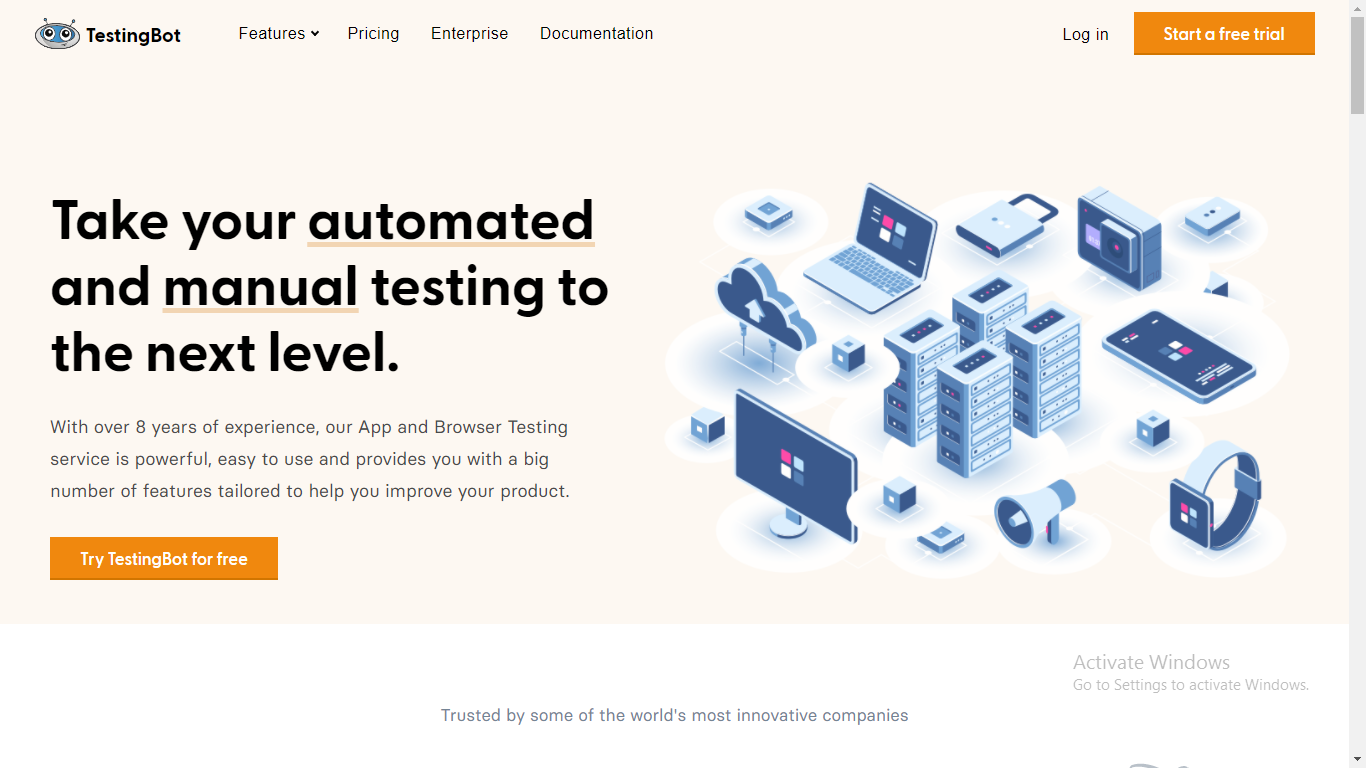 TestingBot
Features
Pricing
Enterprise
Documentation
Log in
Start a free trial
Take your automated
and manual testing to
the next level.
With over 8 years of experience, our App and Browser Testing
service is powerful, easy to use and provides you with a big
number of features tailored to help you improve your product.
Try TestingBot for free
Activate Windows
Go to Settings to activate Windows.
Trusted by some of the world's most innovative companies